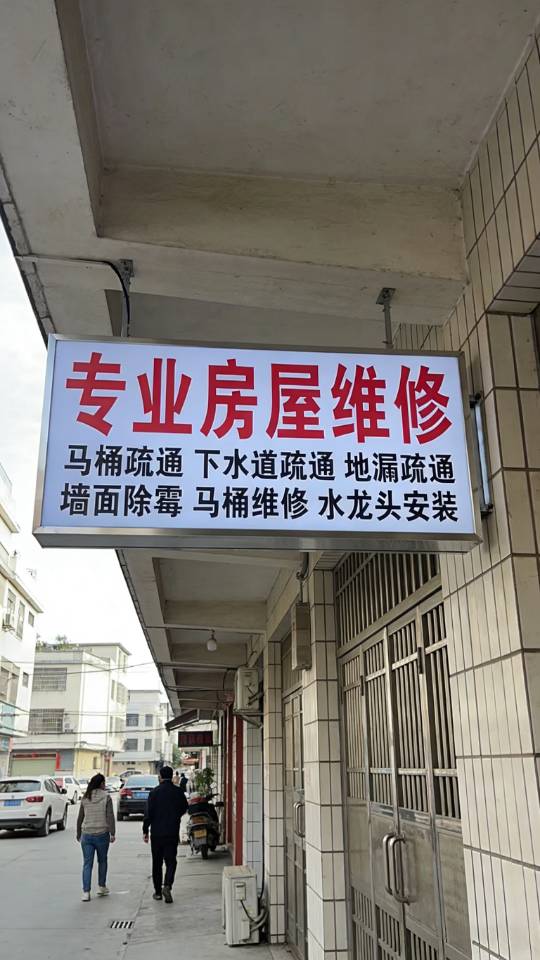 专业房屋维修
马桶疏通 下水道疏通 地漏疏通
墙面除霉 马桶维修 水龙头安装